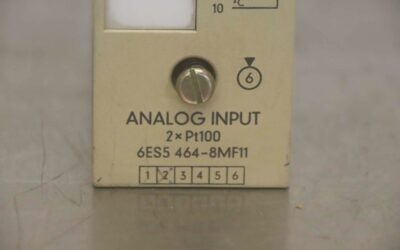 10 °C
6
ANALOG INPUT
2×Pt100
6ES5 464-8MF11
1 2 3 4 5 6